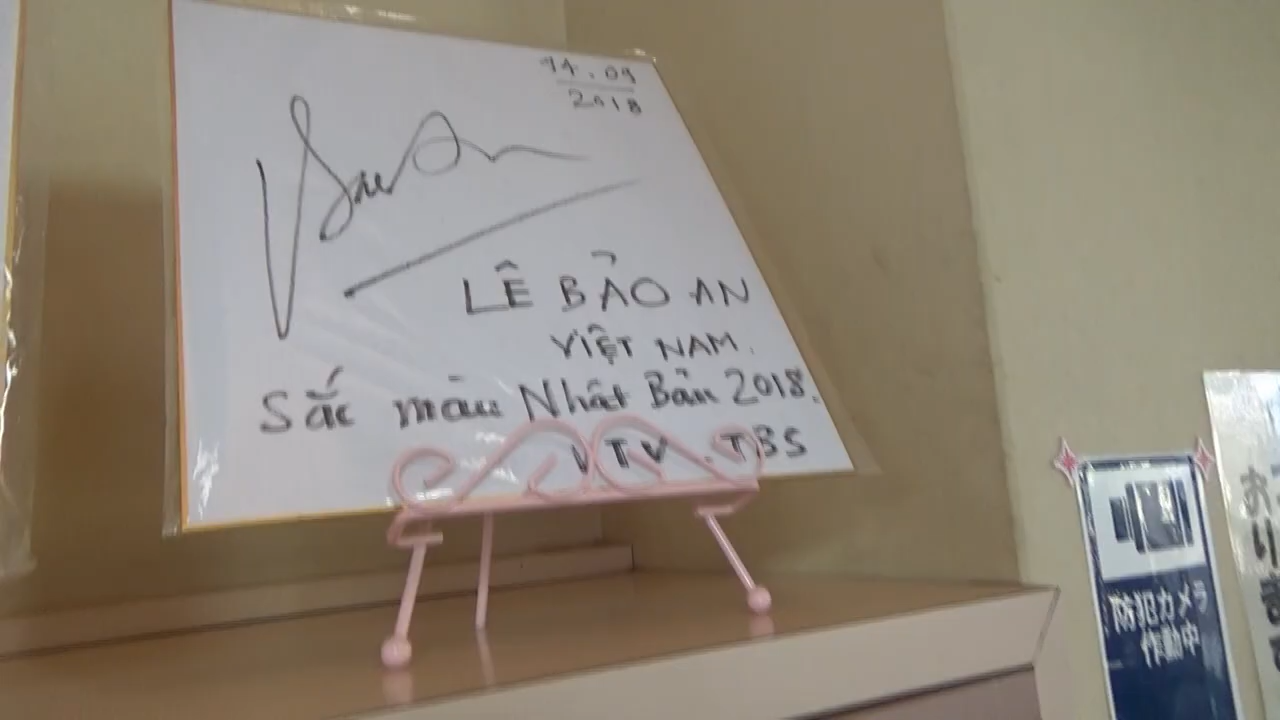 14.09
2018
LÊ BẢO AN
VIỆT NAM.
Sắc màu Nhật Bản 2018.
VTV.TBS
防犯カメラ
作動中